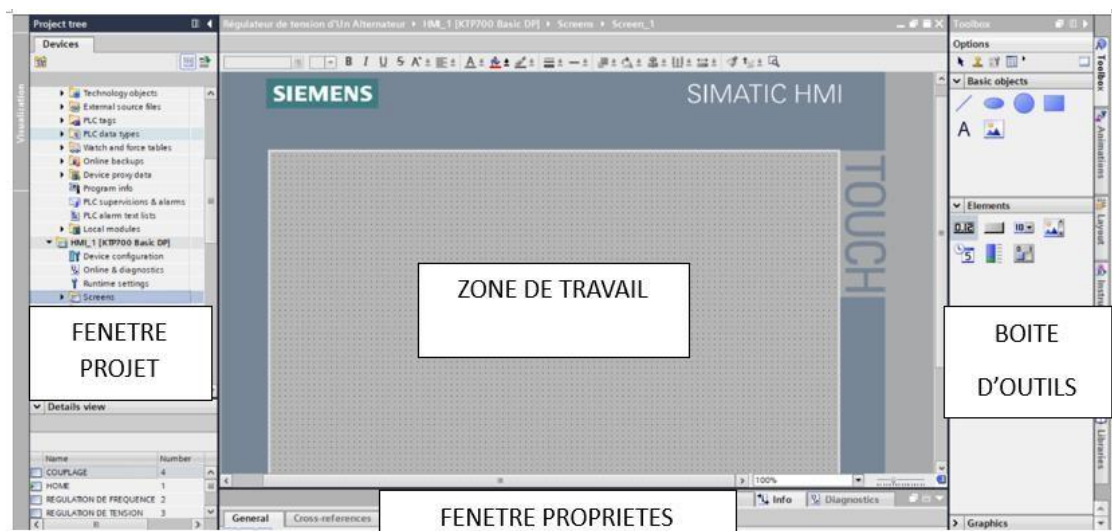 Project tree
Régulateur de tension d'Un Alternateur ▸ HMI_1 [KTP700 Basic DP] ▸ Screens ▸ Screen_1
Toolbox
Devices
Options
B I U S
Visualization
Technology objects
External source files
PLC tags
PLC data types
Watch and force tables
Online backups
Device proxy data
Program info
PLC supervisions & alarms
PLC alarm text lists
Local modules
HMI_1 [KTP700 Basic DP]
Device configuration
Online & diagnostics
Runtime settings
Screens
SIEMENS
SIMATIC HMI
TOUCH
ZONE DE TRAVAIL
Basic objects
A
Elements
0.12
10
5
Toolbox
Animations
Layout
Libraries
FENETRE
PROJET
BOITE
D'OUTILS
Details view
Name Number
COUPLAGE 4
HOME 1
REGULATION DE FREQUENCE 2
REGULATION DE TENSION 3
100%
Info
Diagnostics
General
Cross-references
FENETRE PROPRIETES
Graphics